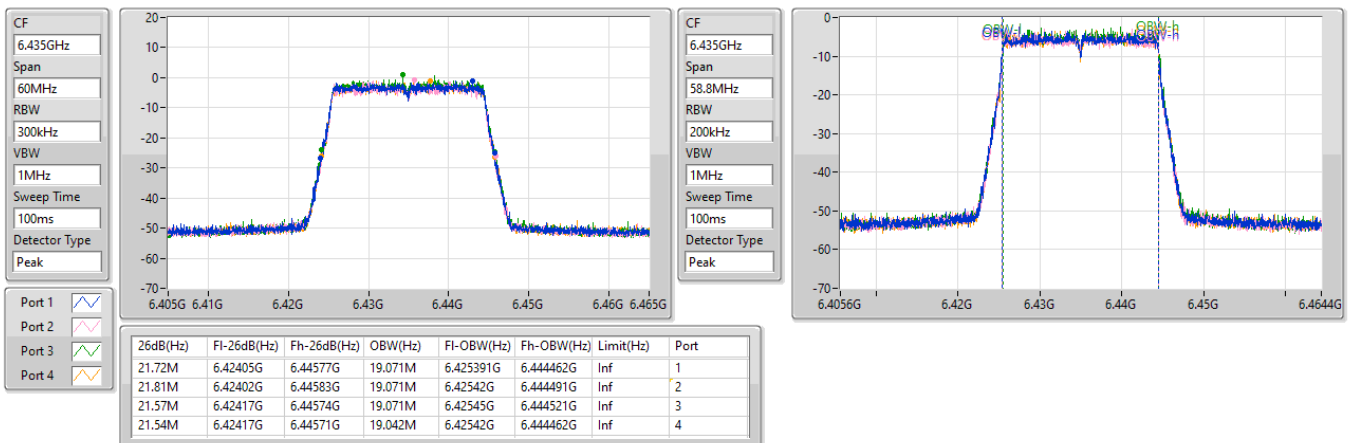 CF
6.435GHz
Span
60MHz
RBW
300kHz
VBW
1MHz
Sweep Time
100ms
Detector Type
Peak
20
10
0
-10
-20
-30
-40
-50
-60
-70
6.405G 6.41G 6.42G 6.43G 6.44G 6.45G 6.46G 6.465G
CF
6.435GHz
Span
58.8MHz
RBW
200kHz
VBW
1MHz
Sweep Time
100ms
Detector Type
Peak
OBW-l OBW-h
0
-10
-20
-30
-40
-50
-60
-70
6.4056G 6.42G 6.43G 6.44G 6.45G 6.4644G
Port 1
Port 2
Port 3
Port 4
26dB(Hz) Fl-26dB(Hz) Fh-26dB(Hz) OBW(Hz) Fl-OBW(Hz) Fh-OBW(Hz) Limit(Hz) Port
21.72M 6.42405G 6.44577G 19.071M 6.425391G 6.444462G Inf 1
21.81M 6.42402G 6.44583G 19.071M 6.42542G 6.444491G Inf 2
21.57M 6.42417G 6.44574G 19.071M 6.42545G 6.444521G Inf 3
21.54M 6.42417G 6.44571G 19.042M 6.42542G 6.444462G Inf 4